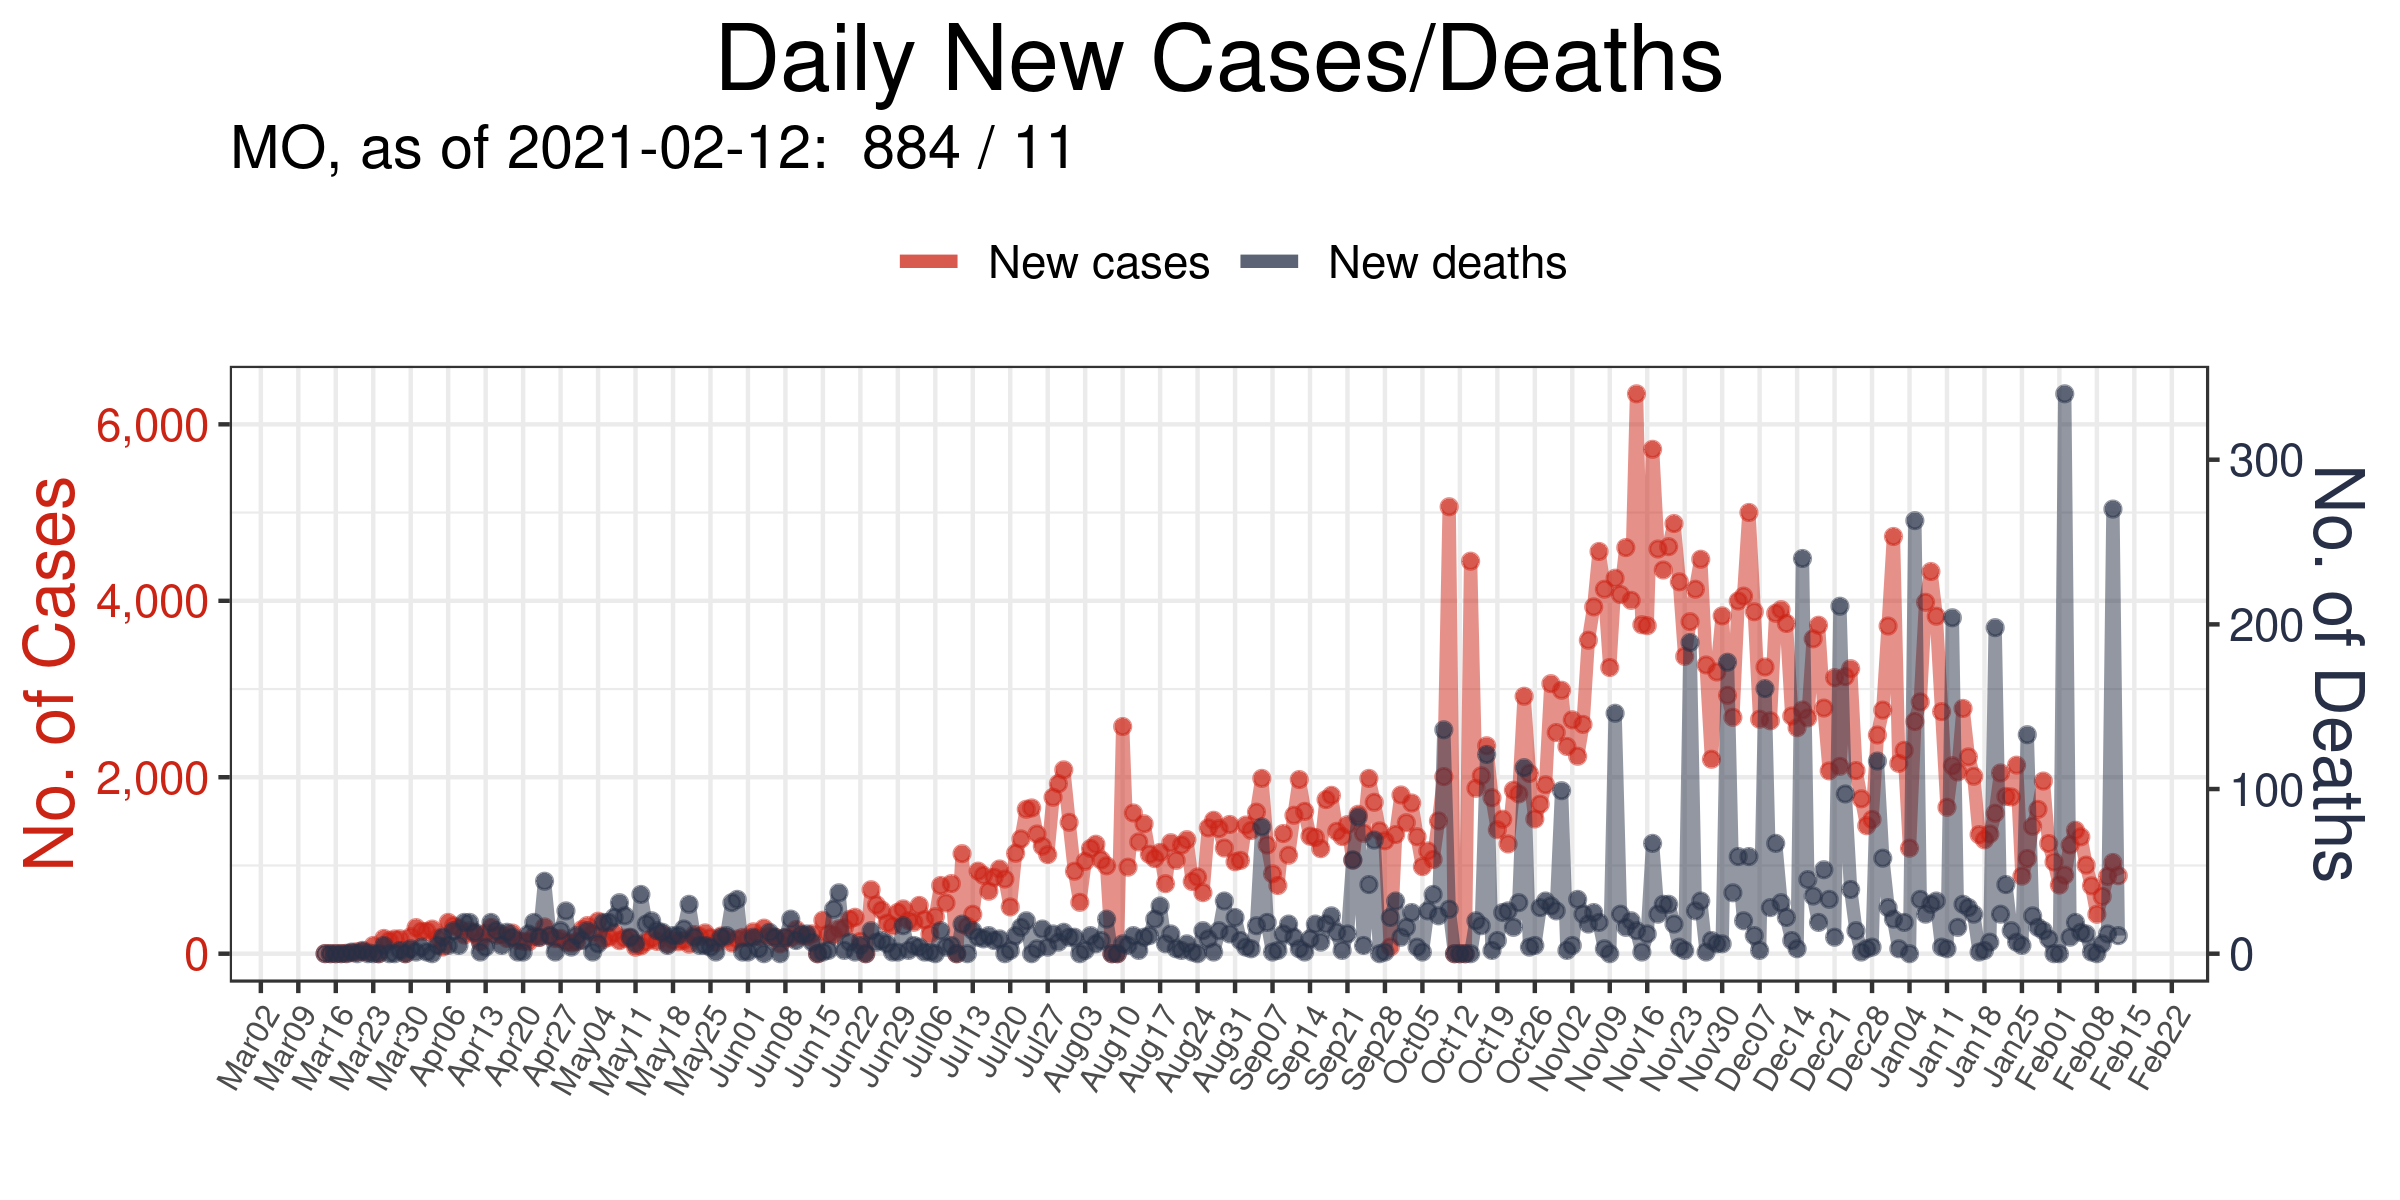 Daily New Cases/Deaths
MO, as of 2021-02-12:  884 / 11
New cases
New deaths
No. of Cases
6,000
4,000
2,000
0
300
200
100
0
No. of Deaths
Mar02
Mar09
Mar16
Mar23
Mar30
Apr06
Apr13
Apr20
Apr27
May04
May11
May18
May25
Jun01
Jun08
Jun15
Jun22
Jun29
Jul06
Jul13
Jul20
Jul27
Aug03
Aug10
Aug17
Aug24
Aug31
Sep07
Sep14
Sep21
Sep28
Oct05
Oct12
Oct19
Oct26
Nov02
Nov09
Nov16
Nov23
Nov30
Dec07
Dec14
Dec21
Dec28
Jan04
Jan11
Jan18
Jan25
Feb01
Feb08
Feb15
Feb22